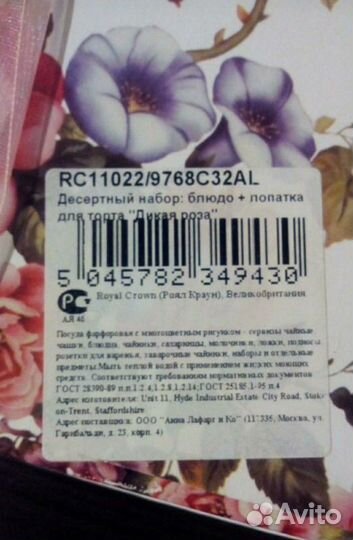 RC11022/9768C32AL
Десертный набор: блюдо + лопатка
для торта "Дикая роза"
5 045782 349430
Royal Crown (Роял Краун), Великобритания
РС
АЯ 46
Посуда фарфоровая с многоцветным рисунком - сервизы чайные
чашки, блюдца, чайники, сахарницы, молочники, ложки, подносы
розетки для варенья, заварочные чайники, наборы и отдельные
предметы.Мыть теплой водой с применением жидких моющих
средств. Соответствуют требованиям нормативных документов
ГОСТ 28390-89 п.п.1.2.4,1.2.8,1.2.14;ГОСТ 25185.1-95 п.4
Адрес изготовителя: Unit 11, Hyde Industrial Estate City Road, Stoke
on-Trent, Staffordshire
Адрес поставщика: ООО "Анна Лафарг и Ко" (117335, Москва, ул.
Гарибальди, д. 23, корп. 4)
Avito